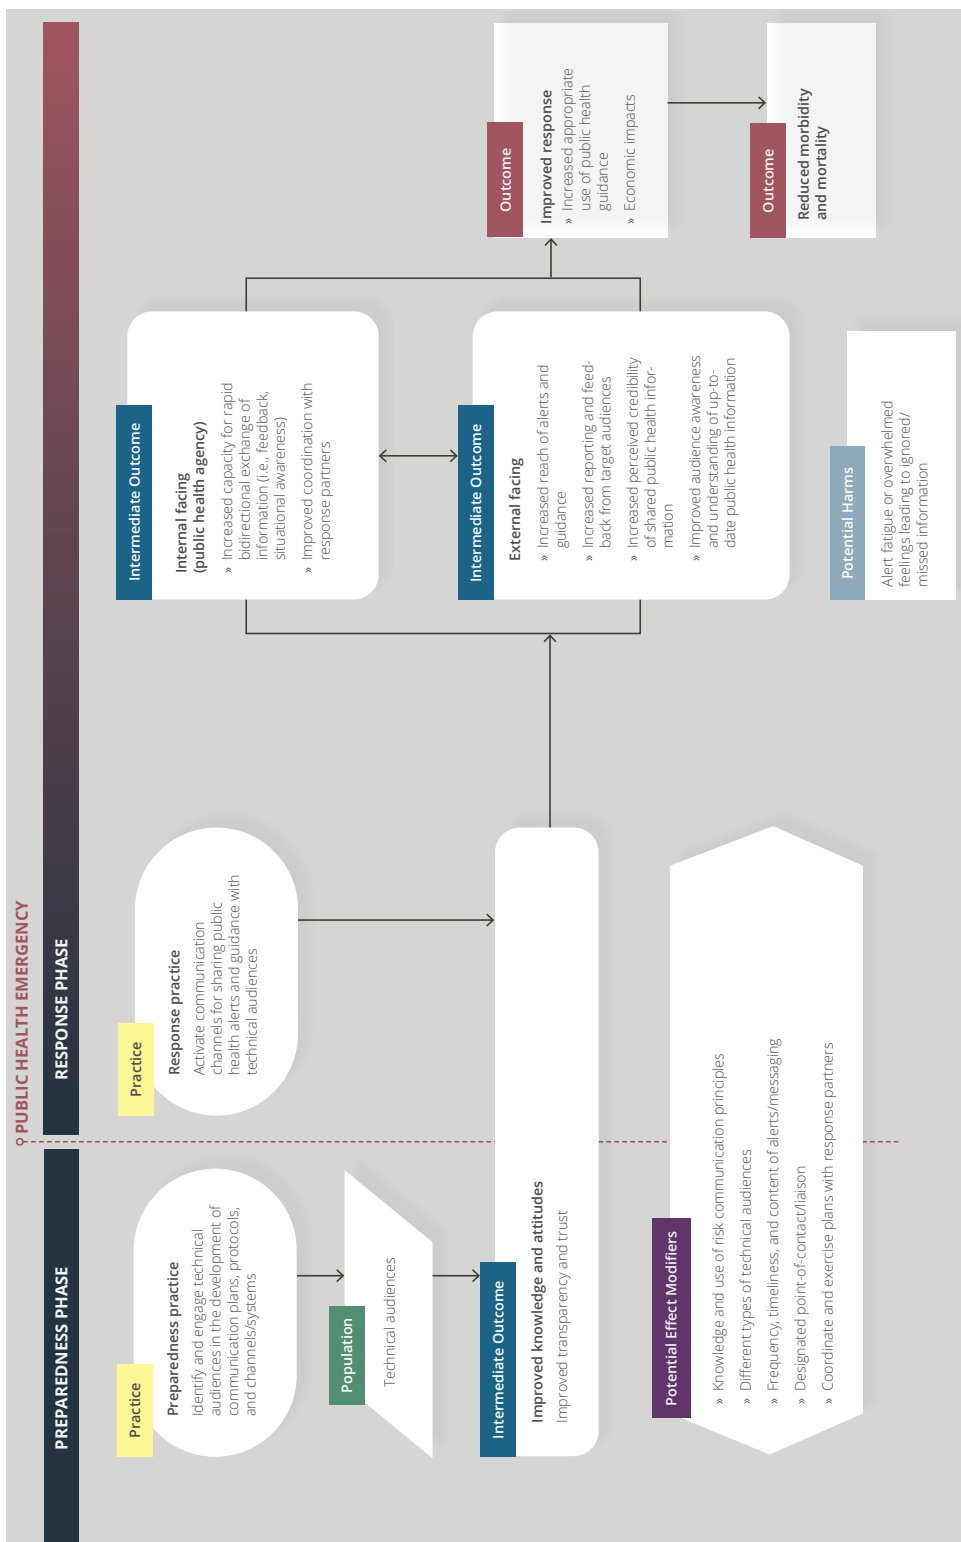 PUBLIC HEALTH EMERGENCY
PREPAREDNESS PHASE
RESPONSE PHASE
Practice
Preparedness practice
Identify and engage technical
audiences in the development of
communication plans, protocols,
and channels/systems
Population
Technical audiences
Intermediate Outcome
Improved knowledge and attitudes
Improved transparency and trust
Potential Effect Modifiers
» Knowledge and use of risk communication principles
» Different types of technical audiences
» Frequency, timeliness, and content of alerts/messaging
» Designated point-of-contact/liaison
» Coordinate and exercise plans with response partners
Practice
Response practice
Activate communication
channels for sharing public
health alerts and guidance with
technical audiences
Intermediate Outcome
Internal facing
(public health agency)
» Increased capacity for rapid
bidirectional exchange of
information (i.e., feedback,
situational awareness)
» Improved coordination with
response partners
Intermediate Outcome
External facing
» Increased reach of alerts and
guidance
» Increased reporting and feed-
back from target audiences
» Increased perceived credibility
of shared public health infor-
mation
» Improved audience awareness
and understanding of up-to-
date public health information
Potential Harms
Alert fatigue or overwhelmed
feelings leading to ignored/
missed information
Outcome
Improved response
» Increased appropriate
use of public health
guidance
» Economic impacts
Outcome
Reduced morbidity
and mortality